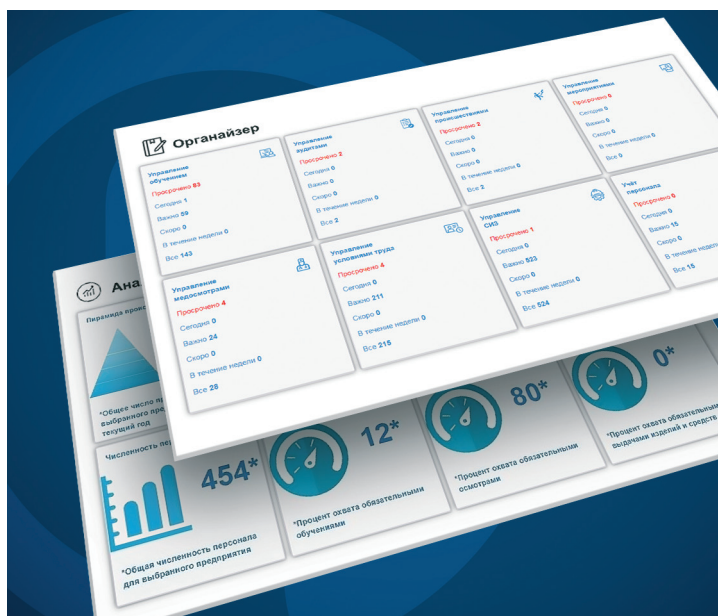 Органайзер
Управление
обучением
Просрочено 83
Сегодня 1
Важно 59
Скоро 0
В течение недели 0
Все 143
Управление
аудитами
Просрочено 2
Сегодня 0
Важно 0
Скоро 0
В течение недели 0
Все 2
Управление
происшествиями
Просрочено 2
Сегодня 0
Важно 0
Скоро 0
В течение недели 0
Все 2
Управление
мероприятиями
Просрочено 0
Сегодня 0
Важно 0
Скоро 0
В течение недели 0
Все 0
Управление
медосмотрами
Просрочено 4
Сегодня 0
Важно 24
Скоро 0
В течение недели 0
Все 28
Управление
условиями труда
Просрочено 4
Сегодня 0
Важно 211
Скоро 0
В течение недели 0
Все 215
Управление
СИЗ
Просрочено 1
Сегодня 0
Важно 523
Скоро 0
В течение недели 0
Все 524
Учёт
персонала
Просрочено 0
Сегодня 0
Важно 15
Скоро 0
В течение недели
Все 15
Пирамида
*Общее число
выбранного
текущий год
Численность
454*
*Общая численность персонала
для выбранного предприятия
12*
*Процент охвата обязательными
обучениями
80*
*Процент охвата обязательными
осмотрами
0*
*Процент охвата обязательными
выдачами изделий и средств